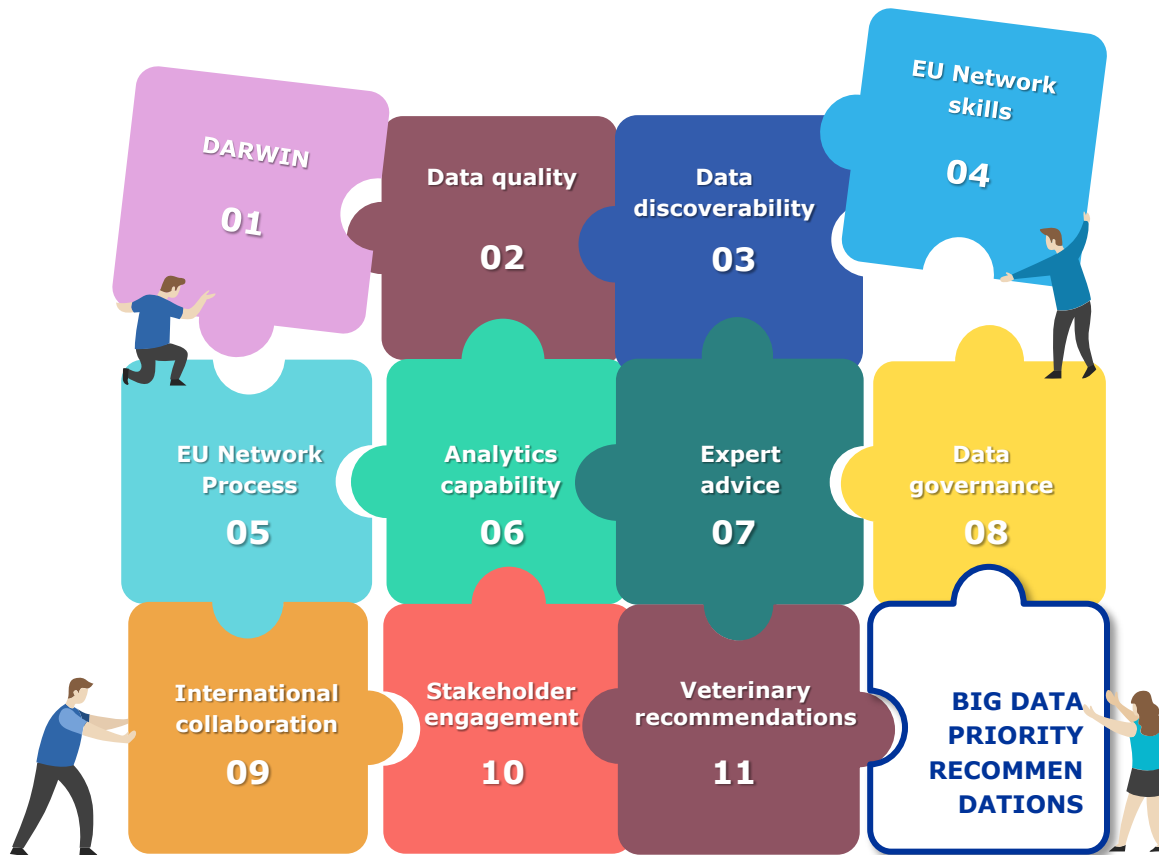 DARWIN
01
Data quality
02
Data
discoverability
03
EU Network
skills
04
EU Network
Process
05
Analytics
capability
06
Expert
advice
07
Data
governance
08
International
collaboration
09
Stakeholder
engagement
10
Veterinary
recommendations
11
BIG DATA
PRIORITY
RECOMMEN
DATIONS